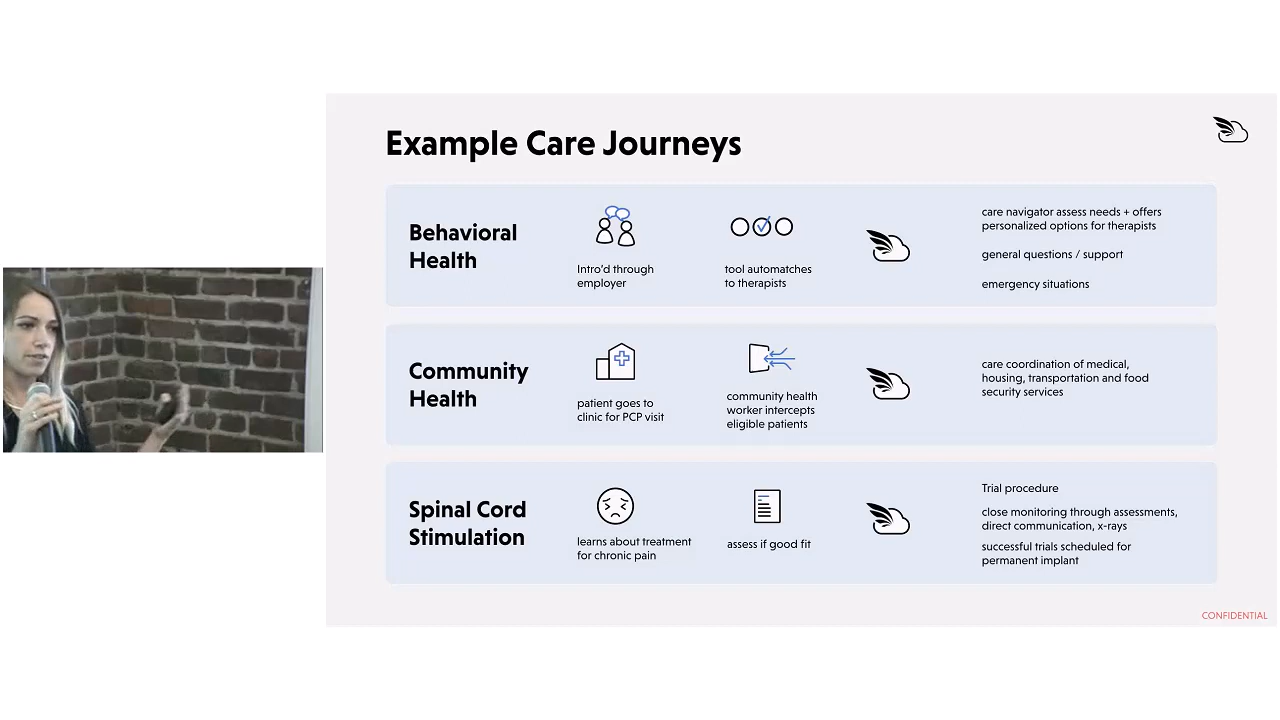 Example Care Journeys
Behavioral
Health
Intro'd through
employer
tool automatches
to therapists
care navigator assess needs + offers
personalized options for therapists
general questions / support
emergency situations
Community
Health
patient goes to
clinic for PCP visit
community health
worker intercepts
eligible patients
care coordination of medical,
housing, transportation and food
security services
Spinal Cord
Stimulation
learns about treatment
for chronic pain
assess if good fit
Trial procedure
close monitoring through assessments,
direct communication, x-rays
successful trials scheduled for
permanent implant
CONFIDENTIAL